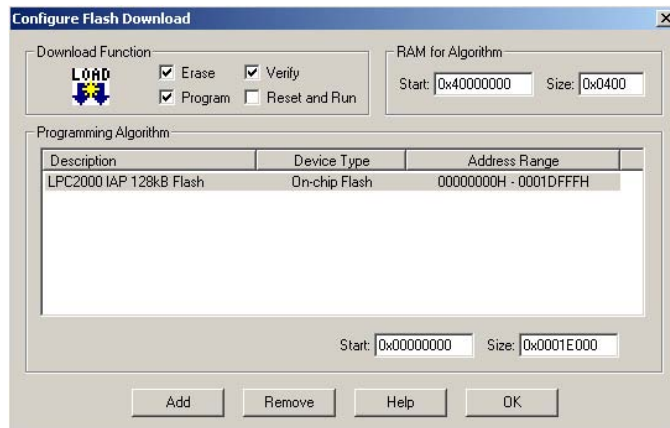 Configure Flash Download
Download Function
LOAD
Erase
Verify
Program
Reset and Run
RAM for Algorithm
Start: 0x40000000 Size: 0x0400
Programming Algorithm
Description Device Type Address Range
LPC2000 IAP 128kB Flash On-chip Flash 00000000H - 0001DFFFH
Start: 0x00000000 Size: 0x0001E000
Add Remove Help OK